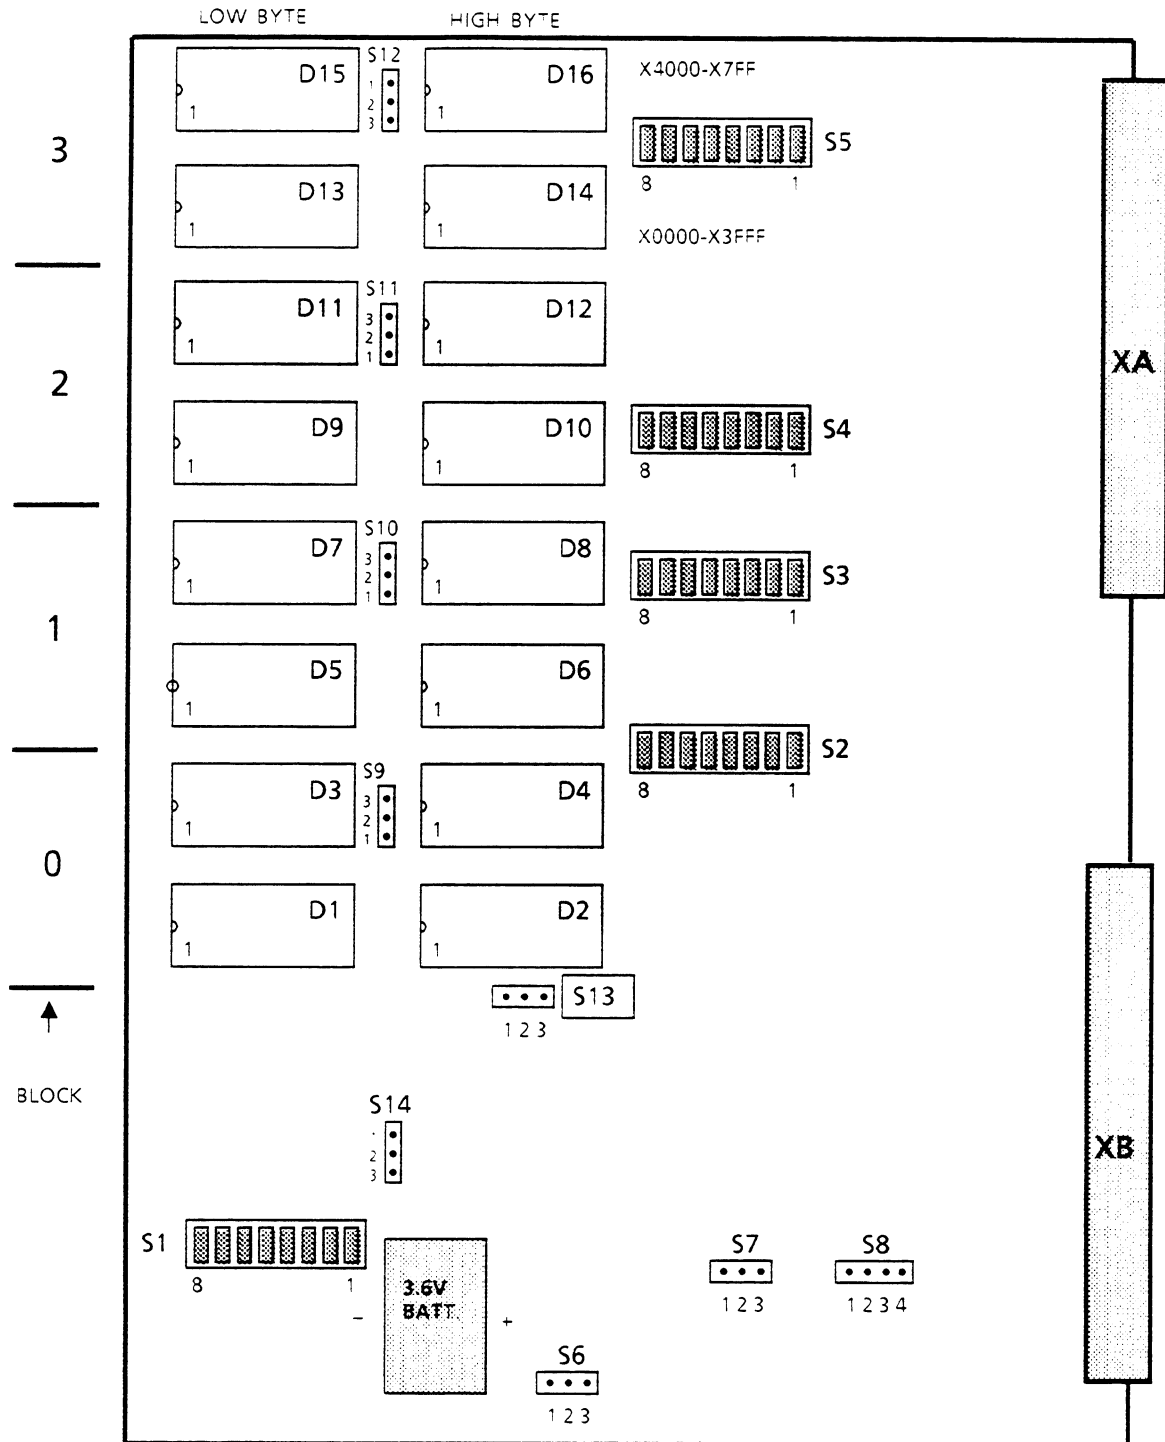 LOW BYTE HIGH BYTE
D15 S12 D16 X4000-X7FF
1 1 2 3 1
S5
8 1
3
D13 D14
1 1
X0000-X3FFF
D11 S11 D12
1 3 2 1 1
XA
2
D9 D10 S4
1 1 8 1
D7 S10 D8 S3
1 3 2 1 1 8 1
1
D5 D6
1 1
S2
8 1
D3 S9 D4
1 3 2 1 1
0
D1 D2
1 1
S13
1 2 3
BLOCK
S14
2
3
XB
S1
8 1
3.6V
BATT.
− +
S7 S8
1 2 3 1 2 3 4
S6
1 2 3